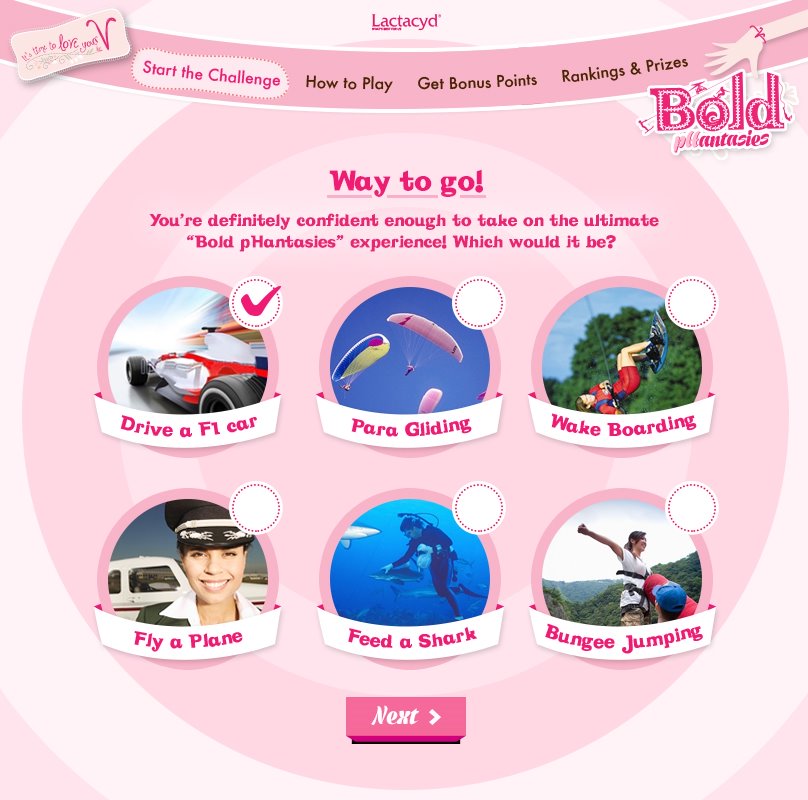 Lactacyd®
it's time to love your V
Start the Challenge
How to Play
Get Bonus Points
Rankings & Prizes
Bold
pHantasies
Way to go!
You're definitely confident enough to take on the ultimate
"Bold pHantasies" experience! Which would it be?
Drive a F1 car
Para Gliding
Wake Boarding
Fly a Plane
Feed a Shark
Bungee Jumping
Next >